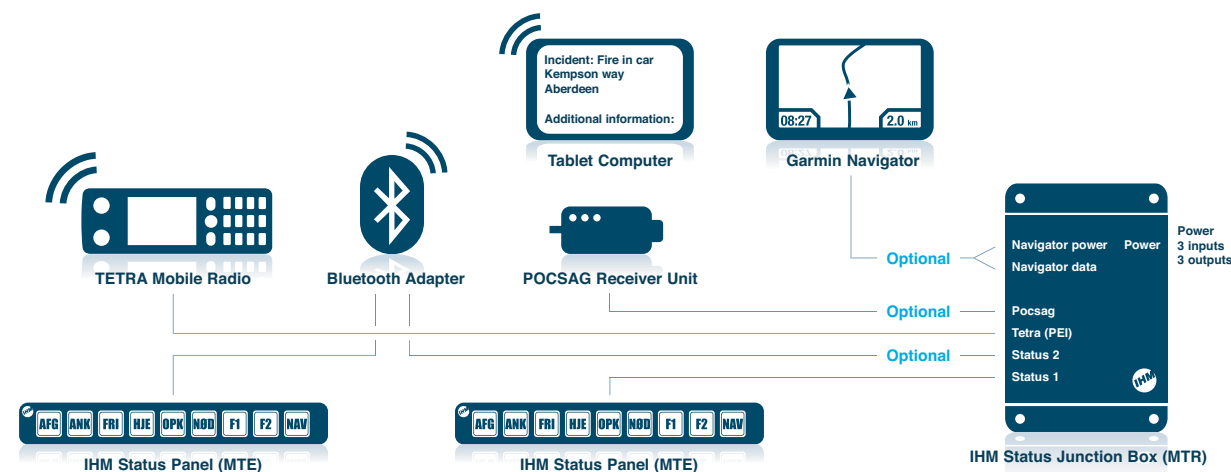 Incident: Fire in car
Kempson way
Aberdeen
Additional information:
08:27
2.0 km
Tablet Computer
Garmin Navigator
TETRA Mobile Radio
Bluetooth Adapter
POCSAG Receiver Unit
Optional
Navigator power
Power
Navigator data
Power
3 inputs
3 outputs
Optional
Pocsag
Tetra (PEI)
Optional
Status 2
Status 1
IHM
IHM
AFG ANK FRI HJE OPK NØD F1 F2 NAV
IHM
AFG ANK FRI HJE OPK NØD F1 F2 NAV
IHM Status Panel (MTE)
IHM Status Panel (MTE)
IHM Status Junction Box (MTR)